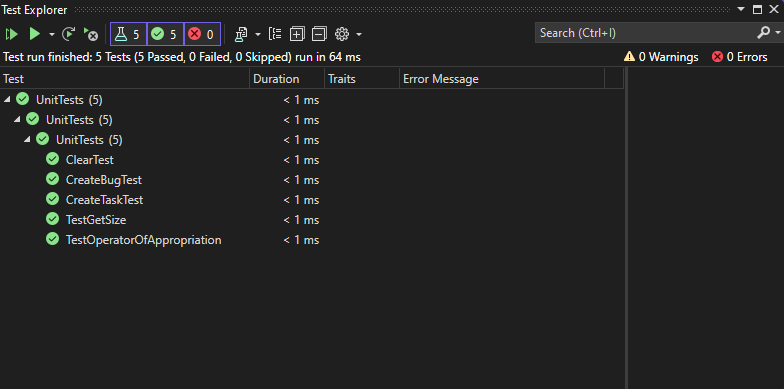 Test Explorer
5 5 0 Search (Ctrl+I)
Test run finished: 5 Tests (5 Passed, 0 Failed, 0 Skipped) run in 64 ms 0 Warnings 0 Errors
Test Duration Traits Error Message
UnitTests (5) < 1 ms
UnitTests (5) < 1 ms
UnitTests (5) < 1 ms
ClearTest < 1 ms
CreateBugTest < 1 ms
CreateTaskTest < 1 ms
TestGetSize < 1 ms
TestOperatorOfAppropriation < 1 ms